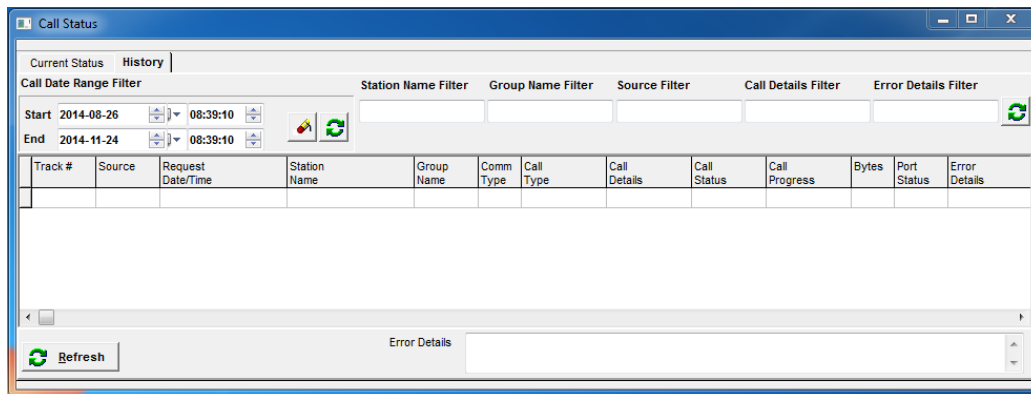 Call Status
Current Status History
Call Date Range Filter
Station Name Filter Group Name Filter Source Filter Call Details Filter Error Details Filter
Start 2014-08-26 08:39:10
End 2014-11-24 08:39:10
Track # Source Request Date/Time Station Name Group Name Comm Type Call Type Call Details Call Status Call Progress Bytes Port Status Error Details
Error Details
Refresh